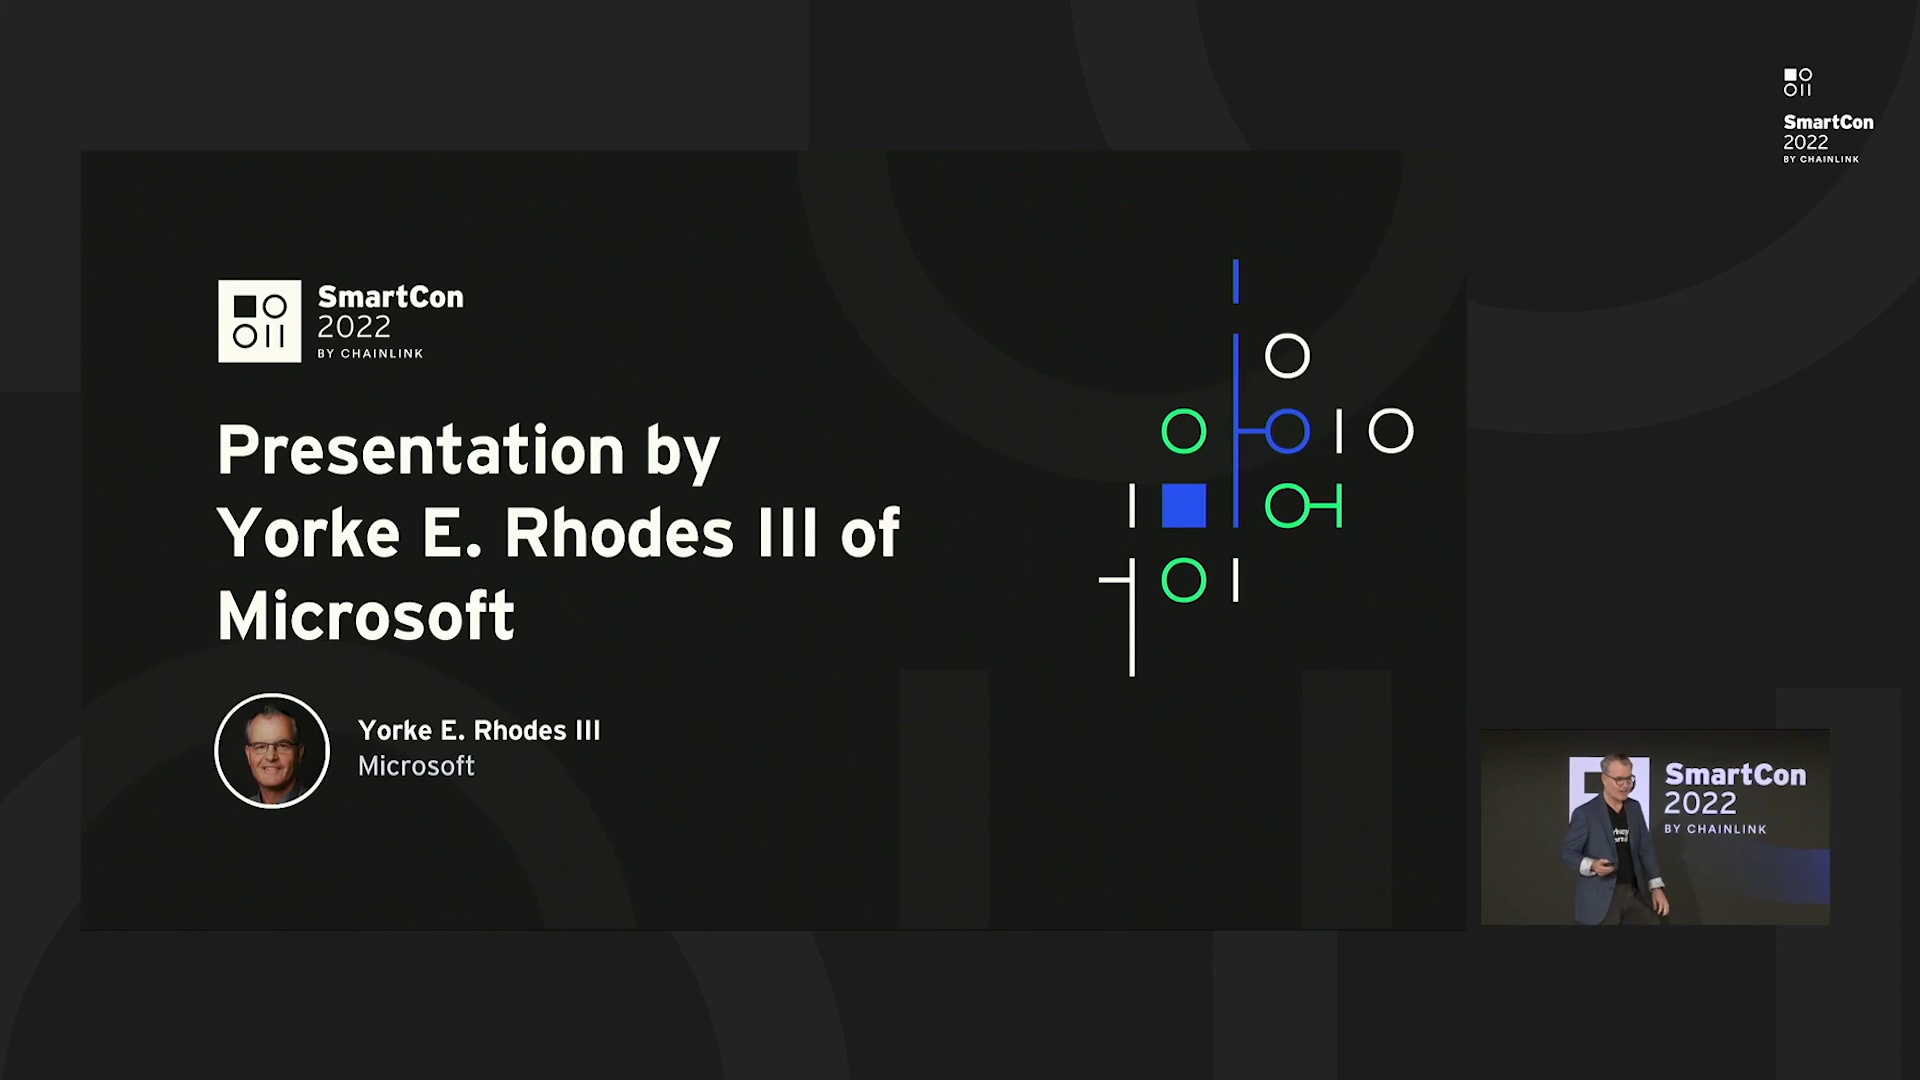 SmartCon
2022
BY CHAINLINK
SmartCon
2022
BY CHAINLINK
Presentation by
Yorke E. Rhodes III of
Microsoft
Yorke E. Rhodes III
Microsoft
SmartCon
2022
BY CHAINLINK